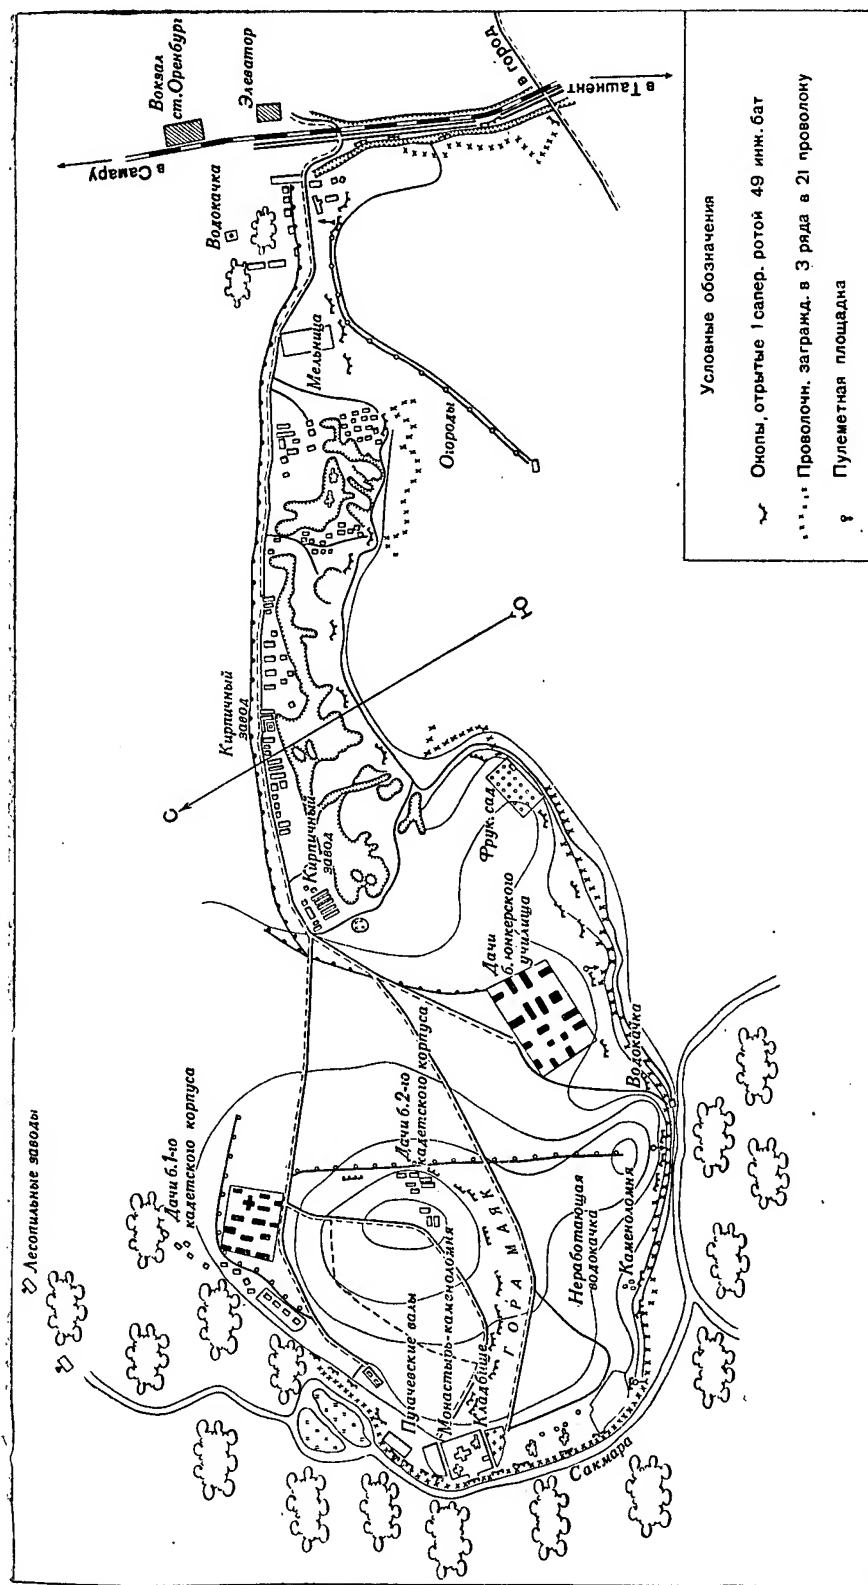 Вокзал
ст. Оренбург
Элеватор
в Самару
Водокачка
в город
в Ташкент
Мельница
Огороды
Кирпичный
завод
Кирпичный
завод
С
Ю
Фрук. сад
Дачи
б. юнкерского
училища
Водокачка
Лесопильные заводы
Дачи б. 1-го
кадетского корпуса
Дачи б. 2-го
кадетского корпуса
ГОРА МАЯК
Неработающая
водокачка
Каменоломня
Пугачевские валы
Монастырь-каменоломня
Кладбище
Сакмара
Условные обозначения
Окопы, отрытые 1 сапер. ротой 49 инж. бат
Проволочн. загражд. в 3 ряда в 21 проволону
Пулеметная площадна